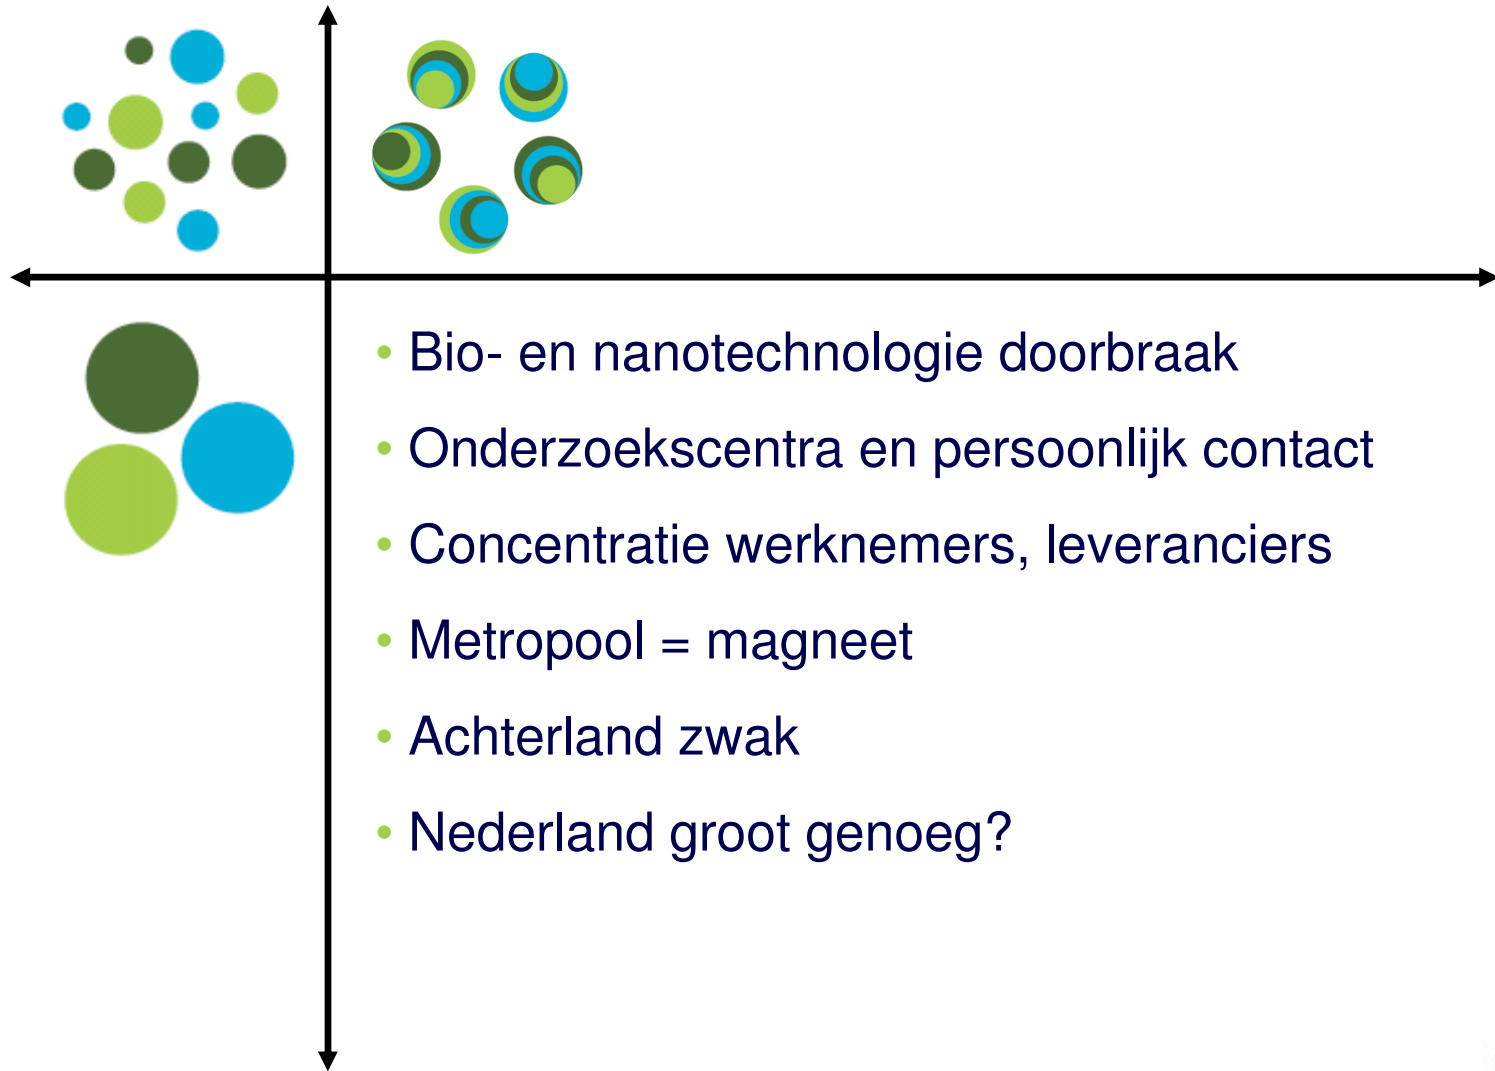 • Bio- en nanotechnologie doorbraak
• Onderzoekscentra en persoonlijk contact
• Concentratie werknemers, leveranciers
• Metropool = magneet
• Achterland zwak
• Nederland groot genoeg?